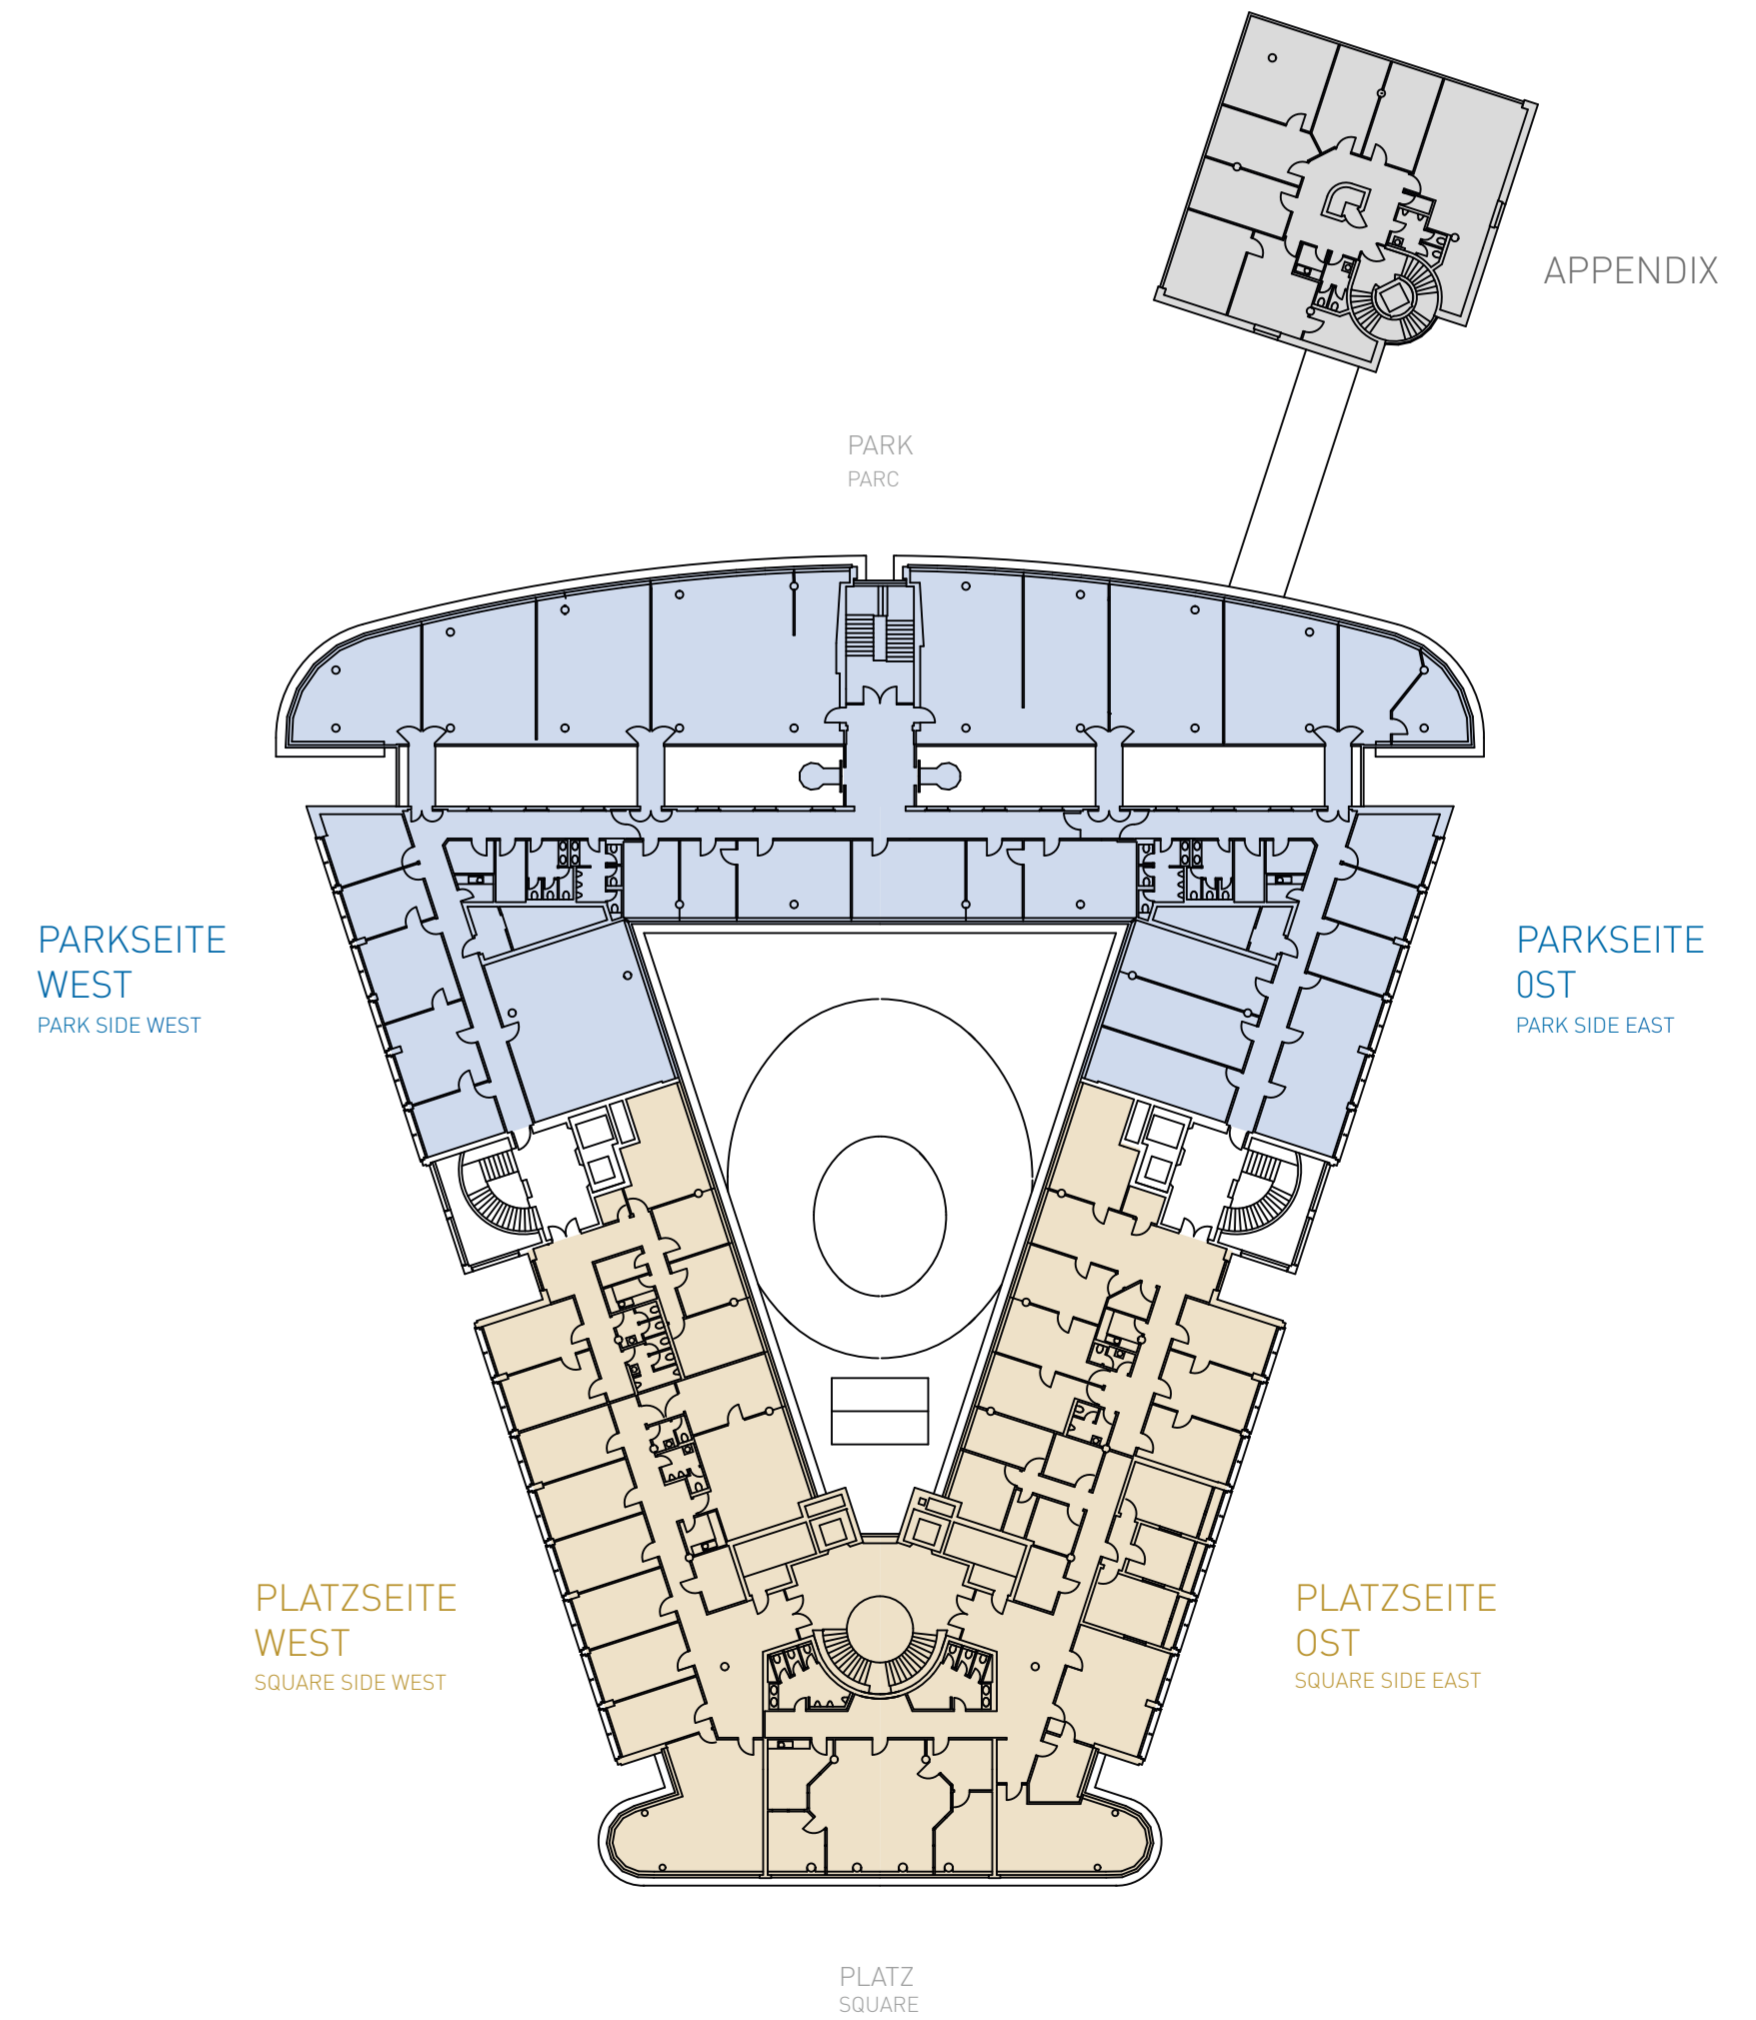 APPENDIX
PARK
PARC
PARKSEITE
WEST
PARK SIDE WEST
PARKSEITE
0ST
PARK SIDE EAST
PLATZSEITE
WEST
SQUARE SIDE WEST
PLATZSEITE
OST
SQUARE SIDE EAST
PLATZ
SQUARE